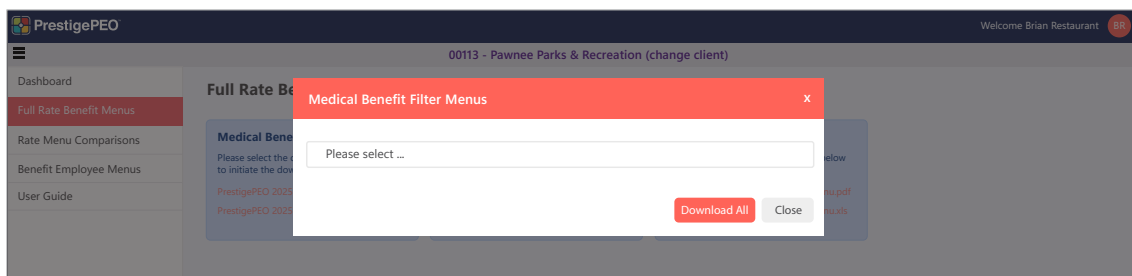 PrestigePEO
Welcome Brian Restaurant BR
00113 - Pawnee Parks & Recreation (change client)
Dashboard
Full Rate Benefit Menus
Rate Menu Comparisons
Benefit Employee Menus
User Guide
Full Rate Be
Medical Benefit Filter Menus x
Medical Bene
Please select ...
Please select the
to initiate the dow
elow
PrestigePEO 2025
nu.pdf
PrestigePEO 2025
nu.xls
Download All Close